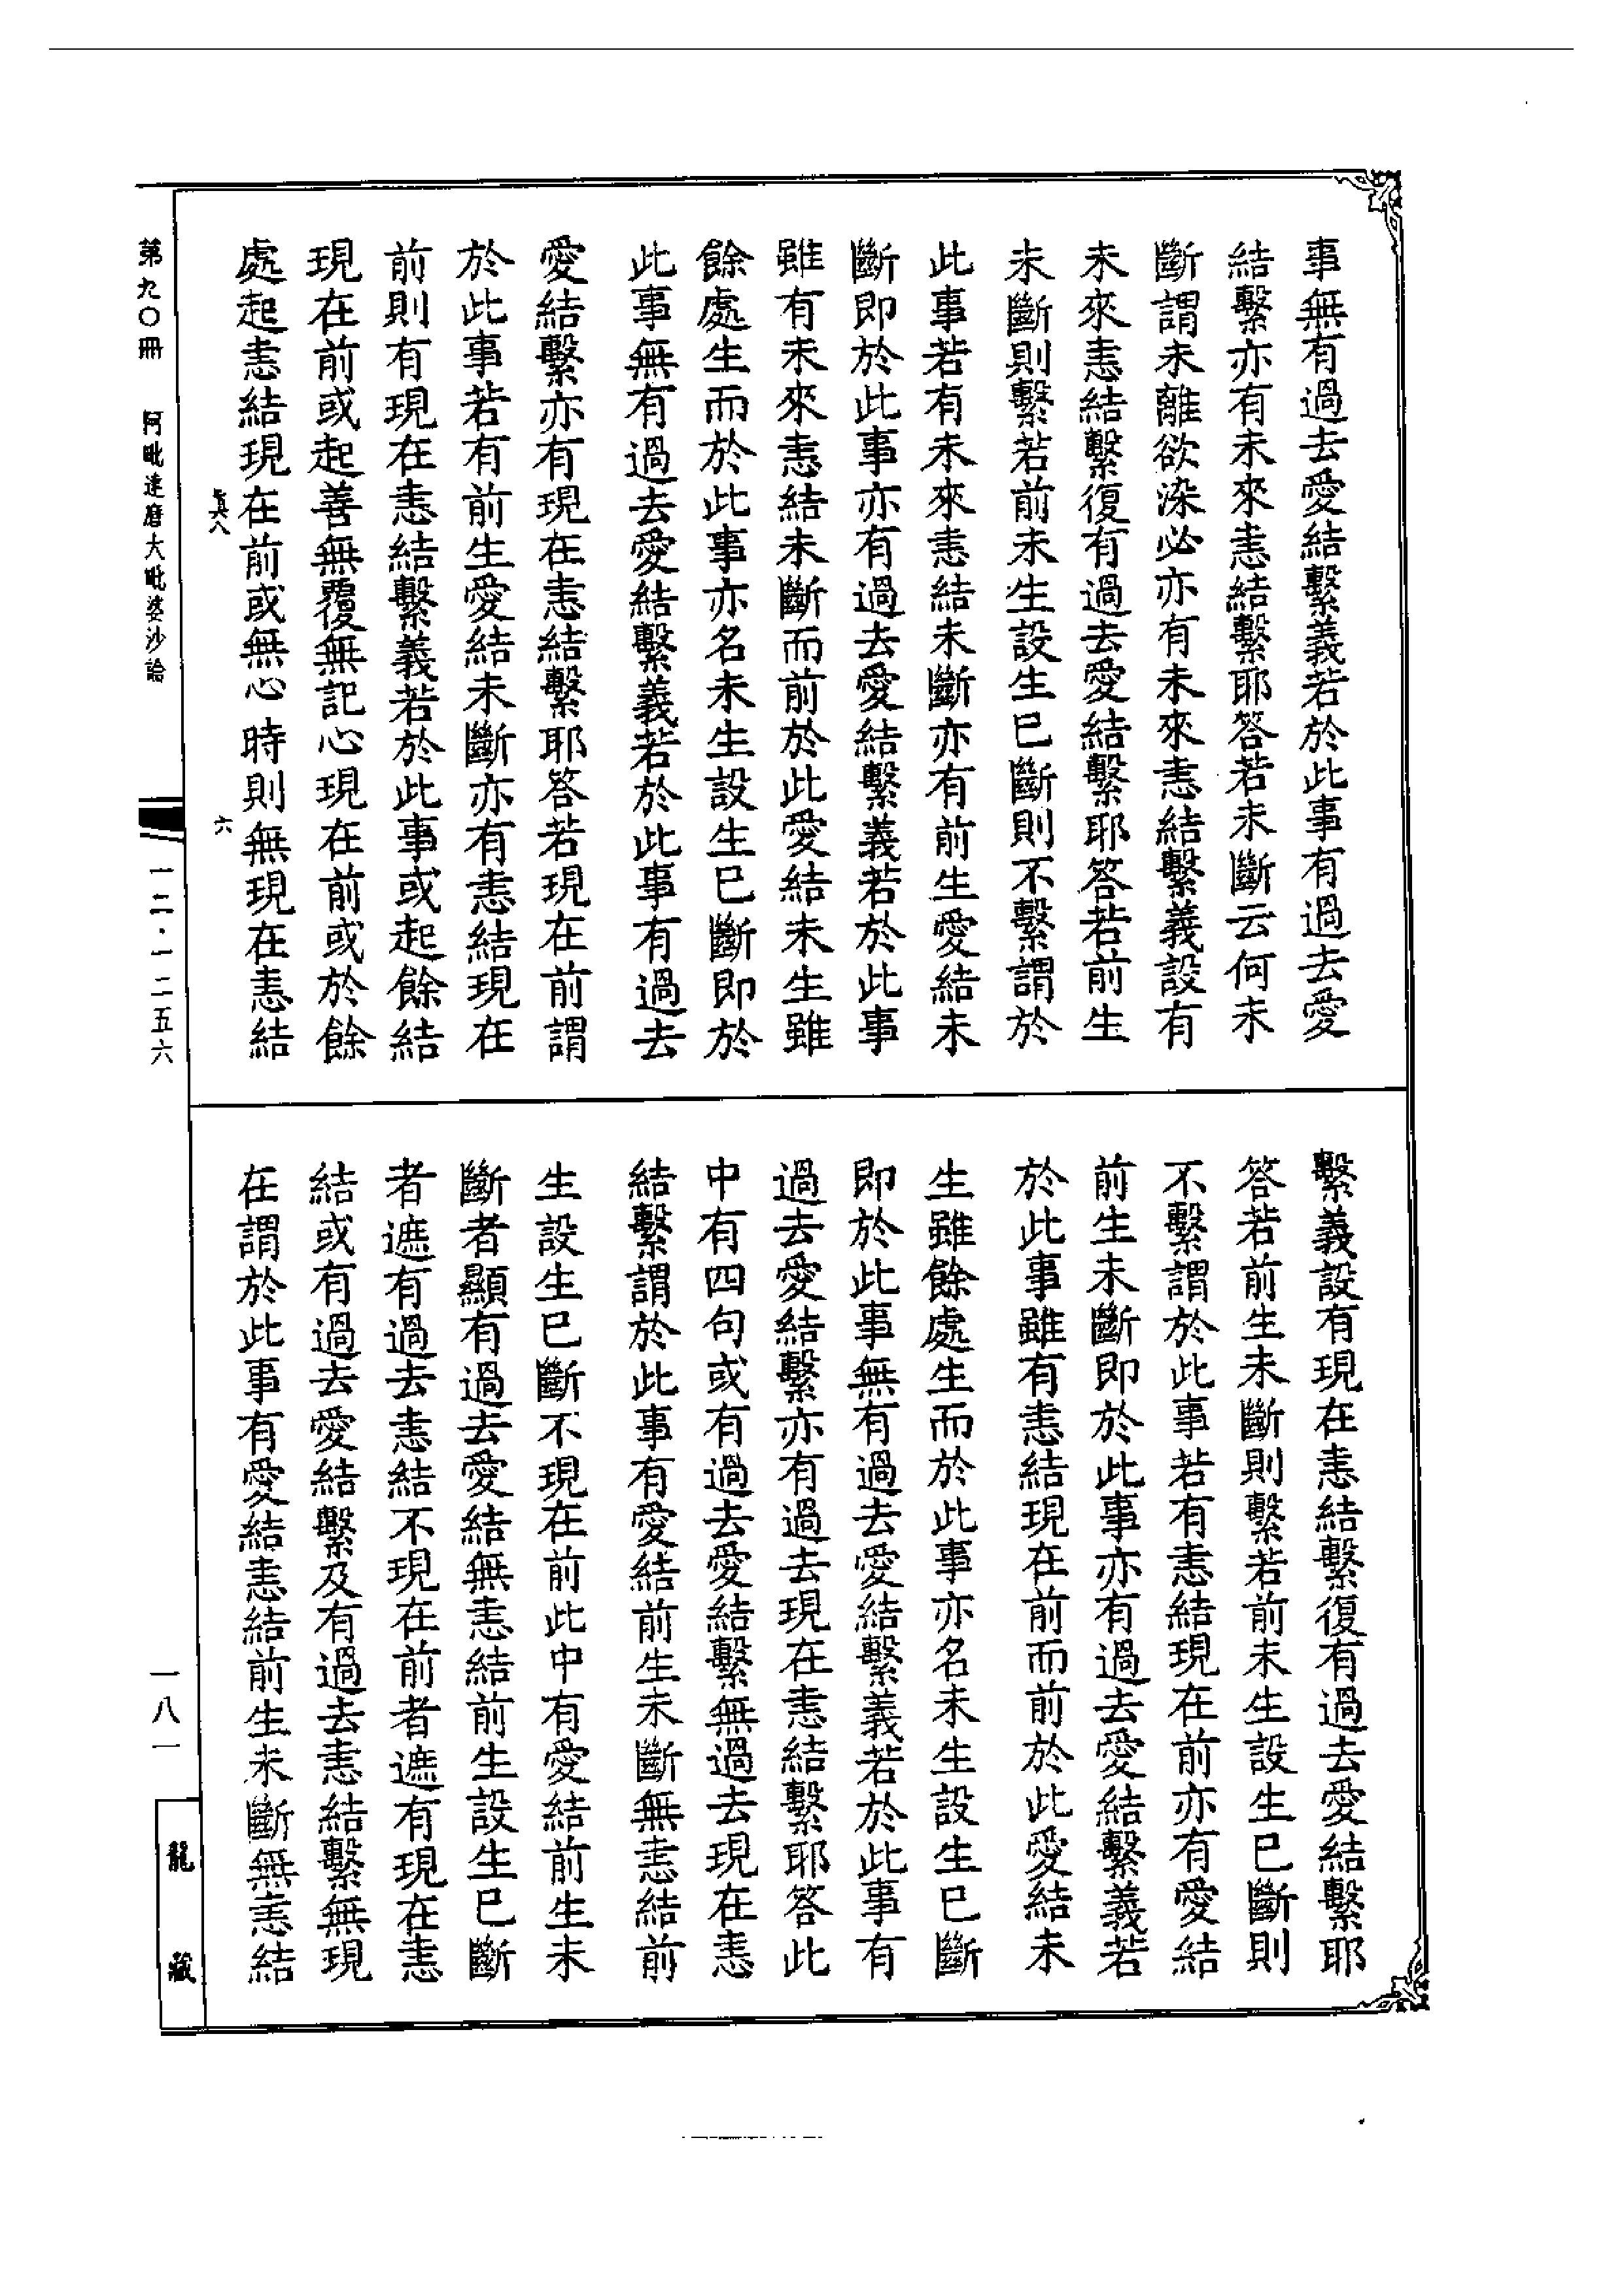 事無有過去愛結繫義若於此事有過去愛
結繫亦有未來恚結繫耶答若未斷云何未
斷謂未離欲染必亦有未來恚結繫義設有
未來恚結繫復有過去愛結繫耶答若前生
未斷則繫若前未生設生已斷則不繫謂於
此事若有未來恚結未斷亦有前生愛結未
斷即於此事亦有過去愛結繫義若於此事
雖有未來恚結未斷而前於此愛結未生雖
餘處生而於此事亦名未生設生已斷即於
此事無有過去愛結繫義若於此事有過去
愛結繫亦有現在恚結繫耶答若現在前謂
於此事若有前生愛結未斷亦有恚結現在
前則有現在恚結繫義若於此事或起餘結
現在前或起善無覆無記心現在前或於餘
處起恚結現在前或無心時則無現在恚結
繫義設有現在恚結繫復有過去愛結繫耶
答若前生未斷則繫若前未生設生已斷則
不繫謂於此事若有恚結現在前亦有愛結
前生未斷即於此事亦有過去愛結繫義若
於此事雖有恚結現在前而前於此愛結未
生雖餘處生而於此事亦名未生設生已斷
即於此事無有過去愛結繫義若於此事有
過去愛結繫亦有過去現在恚結繫耶答此
中有四句或有過去愛結繫無過去現在恚
結繫謂於此事有愛結前生未斷無恚結前
生設生已斷不現在前此中有愛結前生未
斷者顯有過去愛結無恚結前生設生已斷
者遮有過去恚結不現在前者遮有現在恚
結或有過去愛結繫及有過去恚結繫無現
在謂於此事有愛結恚結前生未斷無恚結
真八
六
第九〇冊 阿毗達磨大毗婆沙論
一二·一二五六
一八一
龍藏